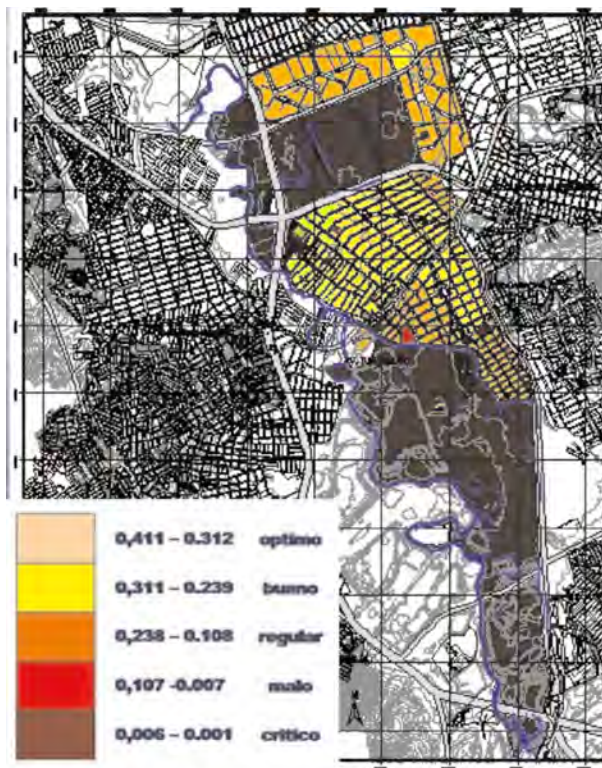 0,411 – 0.312 optimo
0,311 – 0.239 bueno
0,238 – 0.108 regular
0,107 -0.007 malo
0,006 – 0.001 critico